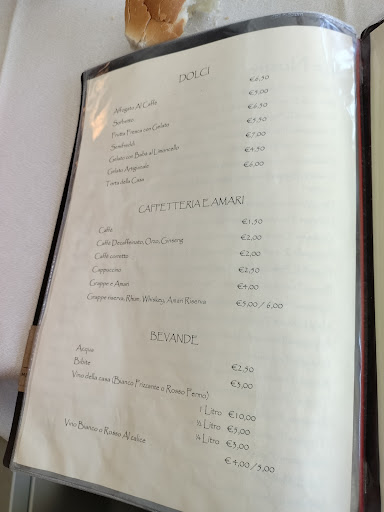 DOLCI
Affogato Al Caffè €6,50
Sorbetto €5,00
Frutta Fresca con Gelato €6,50
Semifreddi €5,50
Gelato con Babà al Limoncello €7,00
Gelato Artigianale €4,50
Torta della Casa €6,00
CAFFETTERIA E AMARI
Caffè €1,50
Caffè Decaffeinato, Orzo, Ginseng €2,00
Caffè corretto €2,00
Cappuccino €2,50
Grappe e Amari €4,00
Grappe riserva, Rhum, Whiskey, Amari Riserva €5,00 / 6,00
BEVANDE
Acqua €2,50
Bibite €3,00
Vino della casa (Bianco Frizzante o Rosso Fermo)
1 Litro €10,00
½ Litro €5,00
¼ Litro €3,00
Vino Bianco o Rosso Al calice €4,00 / 5,00